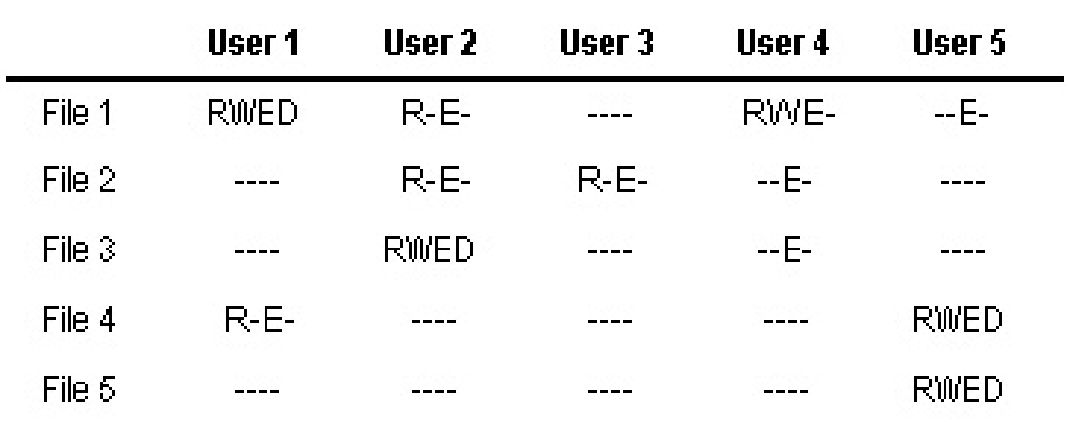 User 1 User 2 User 3 User 4 User 5
File 1 RWED R-E- ---- RWE- --E-
File 2 ---- R-E- R-E- --E- ----
File 3 ---- RWED ---- --E- ----
File 4 R-E- ---- ---- ---- RWED
File 5 ---- ---- ---- ---- RWED